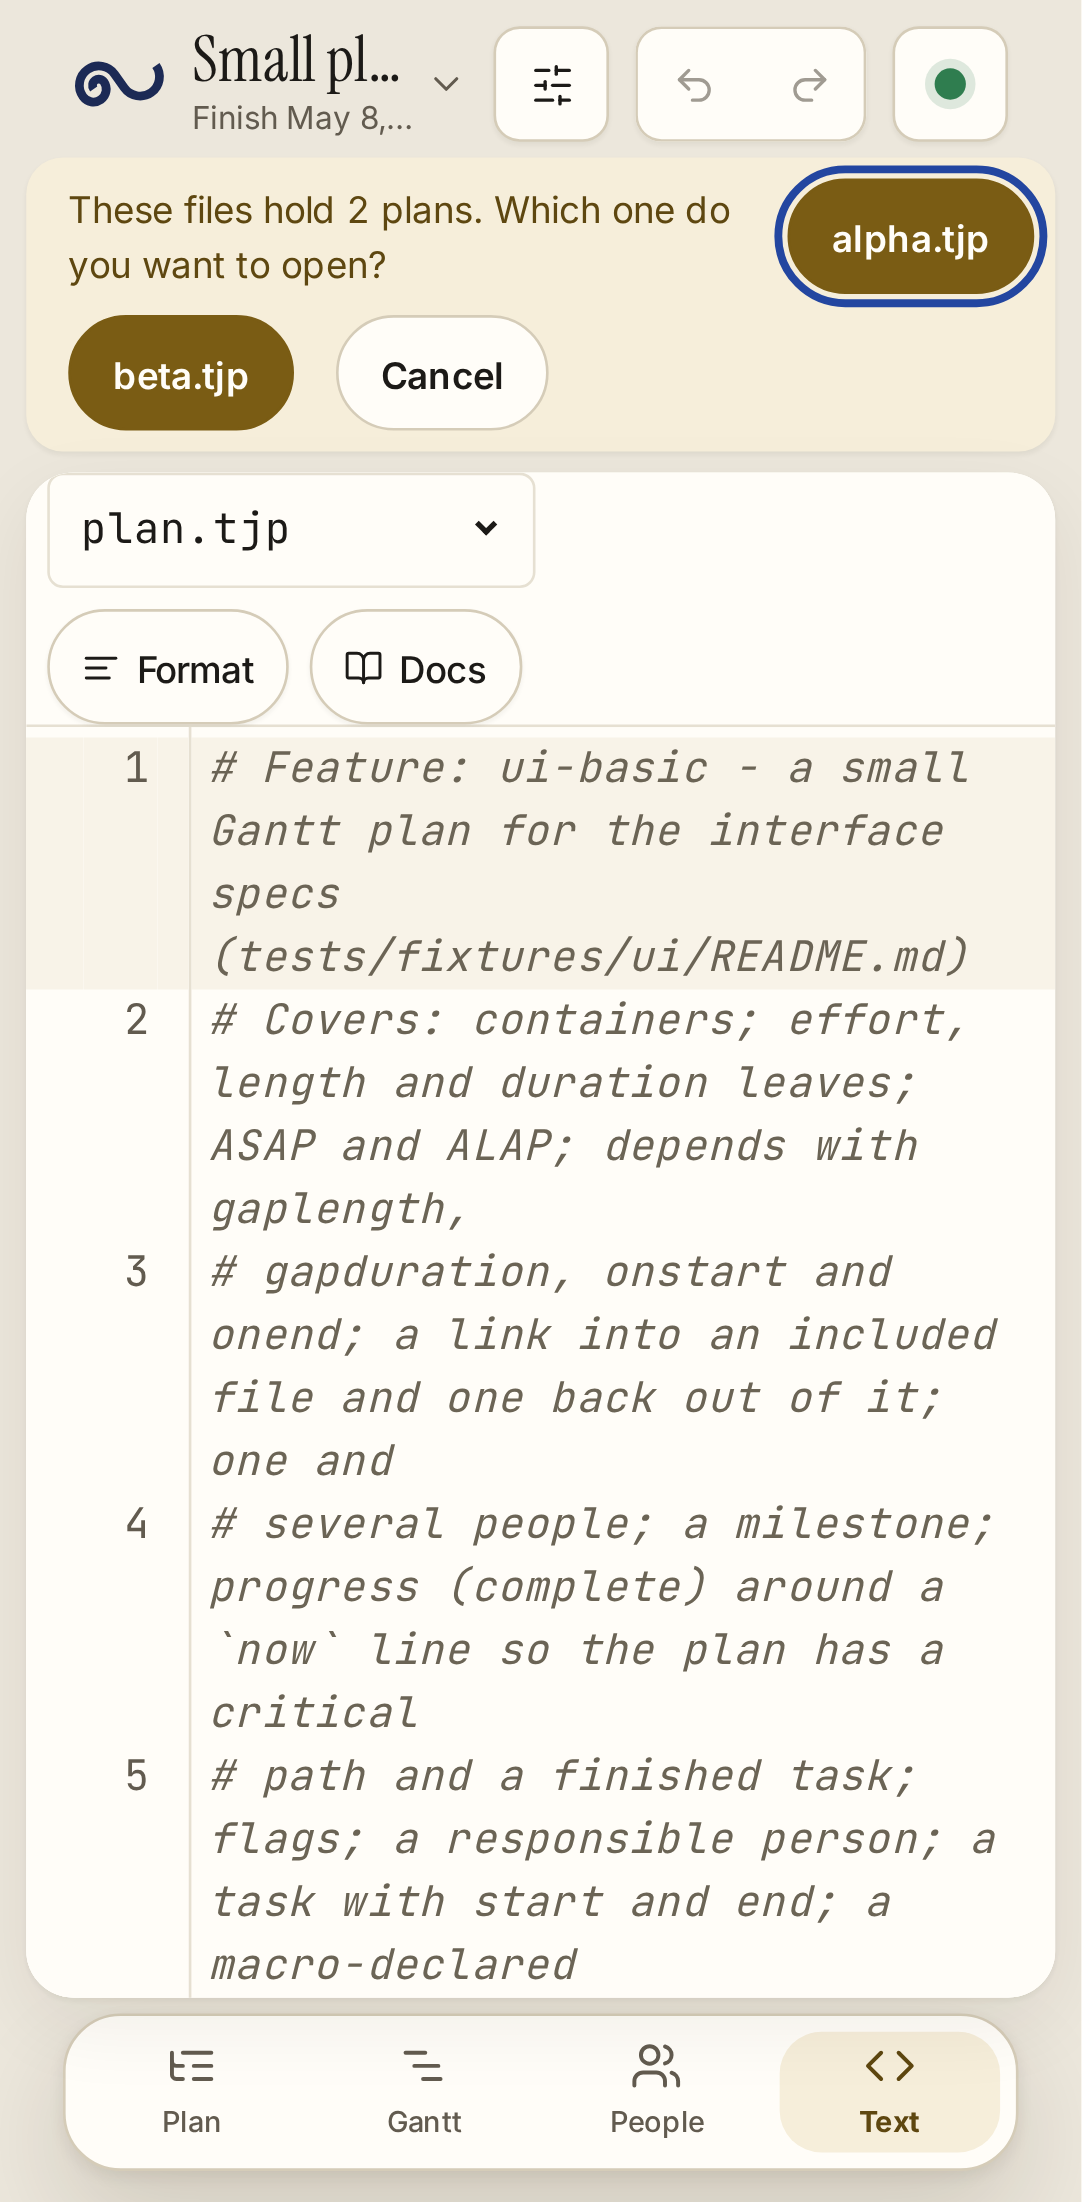 Small pl...
Finish May 8,...
These files hold 2 plans. Which one do
you want to open?
alpha.tjp
beta.tjp
Cancel
plan.tjp
Format
Docs
1 # Feature: ui-basic - a small
Gantt plan for the interface
specs
(tests/fixtures/ui/README.md)
2 # Covers: containers; effort,
length and duration leaves;
ASAP and ALAP; depends with
gaplength,
3 # gapduration, onstart and
onend; a link into an included
file and one back out of it;
one and
4 # several people; a milestone;
progress (complete) around a
`now` line so the plan has a
critical
5 # path and a finished task;
flags; a responsible person; a
task with start and end; a
macro-declared
Plan
Gantt
People
Text